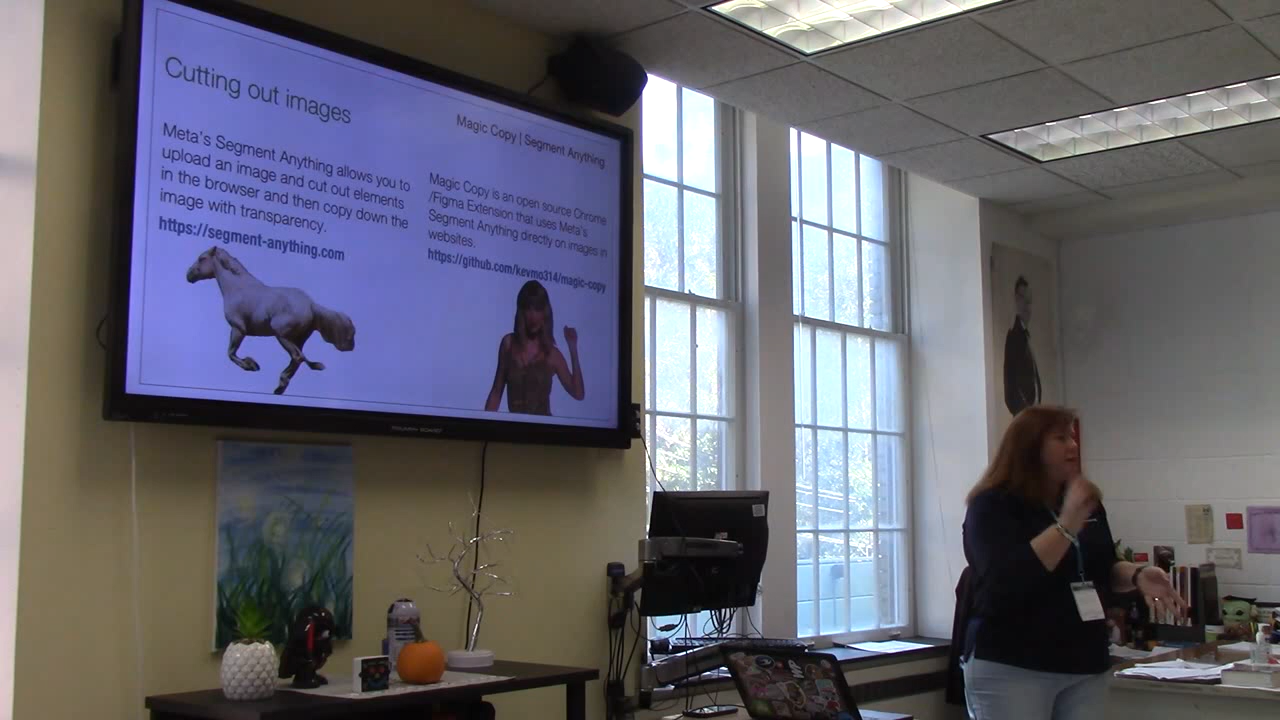 Cutting out images
Magic Copy | Segment Anything
Meta's Segment Anything allows you to
upload an image and cut out elements
in the browser and then copy down the
image with transparency.
https://segment-anything.com
Magic Copy is an open source Chrome
/Figma Extension that uses Meta's
Segment Anything directly on images in
websites.
https://github.com/kevmo314/magic-copy